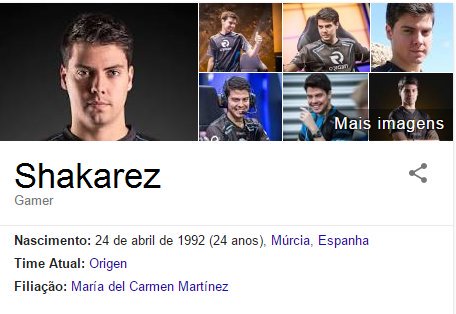 Mais imagens
Shakarez
Gamer
Nascimento: 24 de abril de 1992 (24 anos), Múrcia, Espanha
Time Atual: Origen
Filiação: María del Carmen Martínez